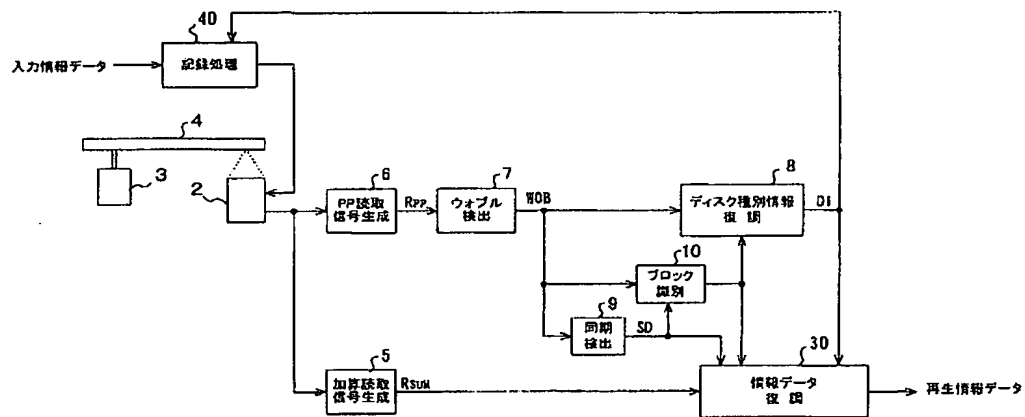 40
入力情報データ
記録処理
4
3
2
6
PP読取
信号生成
RPP
7
ウォブル
検出
WOB
8
ディスク種別情報
復調
DI
10
ブロック
識別
9
同期
検出
SD
5
加算読取
信号生成
RSUM
30
情報データ
復調
再生情報データ